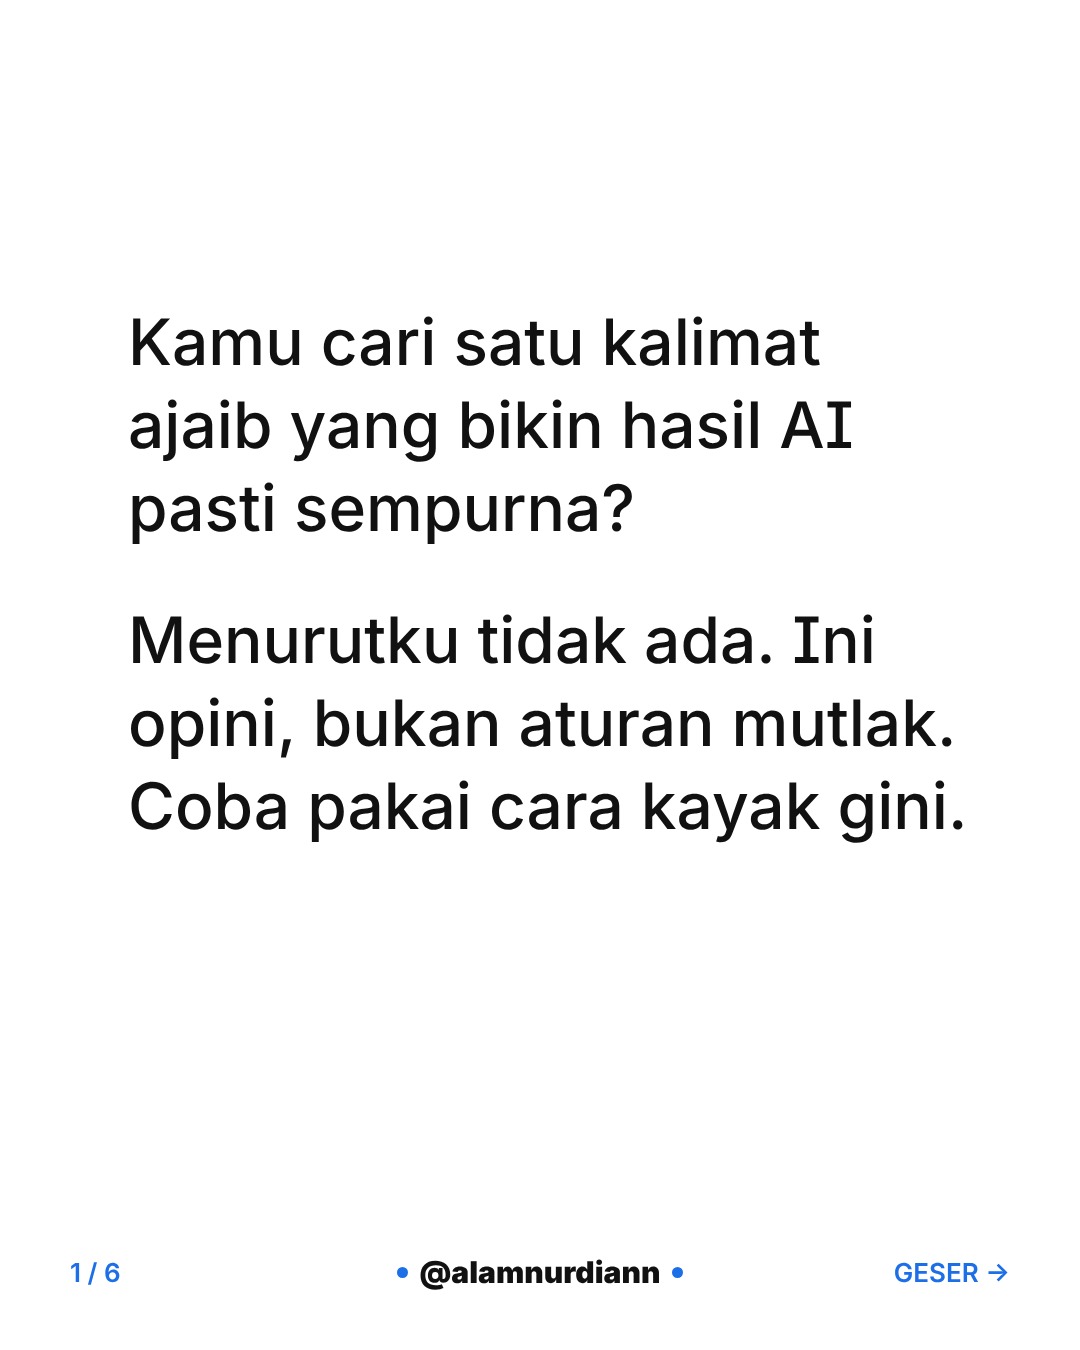 Kamu cari satu kalimat
ajaib yang bikin hasil AI
pasti sempurna?
Menurutku tidak ada. Ini
opini, bukan aturan mutlak.
Coba pakai cara kayak gini.
1 / 6
• @alamnurdiann •
GESER →